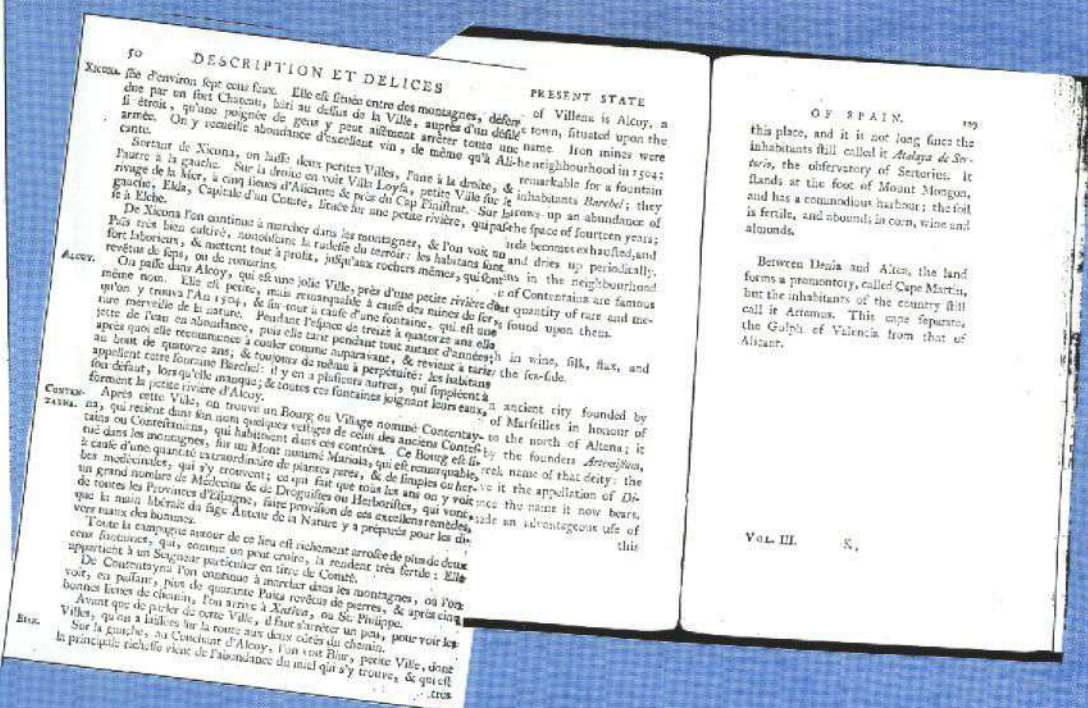 50 DESCRIPTION ET DELICES
XICONA. ſée d'environ ſept cens feux. Elle eſt ſituée entre des montagnes, défen-
due par un fort Chateau, bâti au deſſus de la Ville, auprès d'un défilé
ſi étroit, qu'une poignée de gens y peut aiſément arrêter toute une
armée. On y recueille abondance d'excellent vin, de même qu'à Ali-
cante.
Sortant de Xicona, on laiſſe deux petites Villes, l'une à la droite, &
l'autre à la gauche. Sur la droite on voit Villa Loyſa, petite Ville ſur le
rivage de la Mer, à cinq lieues d'Alicante & près du Cap Piniſtrat. Sur la
gauche, Elda, Capitale d'un Comté, ſituée ſur une petite rivière, qui paſ-
ſe à Elche.
De Xicona l'on continue à marcher dans les montagnes, & l'on voit un
Païs très bien cultivé, nonobſtant la rudeſſe du terroir: les habitans ſont
fort laborieux, & mettent tout à profit, juſqu'aux rochers mêmes, qui ſont
revêtus de ſeps, ou de romarins.
ALCOY. On paſſe dans Alcoy, qui eſt une jolie Ville, près d'une petite rivière du
même nom. Elle eſt petite, mais remarquable à cauſe des mines de fer,
qu'on y trouva l'An 1504, & ſur-tour à cauſe d'une fontaine, qui eſt une
rare merveille de la nature. Pendant l'eſpace de treize à quatorze ans elle
jette de l'eau en abondance, puis elle tarit pendant tout autant d'années;
après quoi elle recommence à couler comme auparavant, & revient à tarir
au bout de quatorze ans; & toujours de même à perpétuité: les habitans
appellent cette fontaine Barchel: il y en a pluſieurs autres, qui ſuppléent à
ſon défaut, lorſqu'elle manque; & toutes ces fontaines joignant leurs eaux,
forment la petite rivière d'Alcoy.
CONTEN-TAYNA. Après cette Ville, on trouve un Bourg ou Village nommé Contentay-
na, qui retient dans ſon nom quelques veſtiges de celui des anciens Conteſ-
tains ou Conteſtaniens, qui habitoient dans ces contrées. Ce Bourg eſt ſi-
tué dans les montagnes, ſur un Mont nommé Mariola, qui eſt remarquable,
à cauſe d'une quantité extraordinaire de plantes rares, & de ſimples ou her-
bes medecinales, qui s'y trouvent; ce qui fait que tous les ans on y voit
un grand nombre de Médecins & de Droguiſtes ou Herboriſtes, qui vont,
de toutes les Provinces d'Eſpagne, faire proviſion de ces excellens remèdes,
que la main libérale du ſage Auteur de la Nature y a préparés pour les di-
vers maux des hommes.
Toute la campagne autour de ce lieu eſt richement arroſée de plus de deux
cens fontaines, qui, comme on peut croire, la rendent très fertile: Elle
appartient à un Seigneur particulier en titre de Comté.
De Contentayna l'on continue à marcher dans les montagnes, où l'on
voit, en paſſant, plus de quarante Puits revêtus de pierres, & après cinq
bonnes lieues de chemin, l'on arrive à Xativa, ou St. Philippe.
Avant que de parler de cette Ville, il faut s'arrêter un peu, pour voir les
Villes, qu'on a laiſſées ſur la route aux deux côtés du chemin.
BIAR. Sur la gauche, au Couchant d'Alcoy, l'on voit Biar, petite Ville, dont
la principale richeſſe vient de l'abondance du miel qui s'y trouve, & qui eſt
très
PRESENT STATE
of Villena is Alcoy, a
town, ſituated upon the
name. Iron mines were
he neighbourhood in 1504;
remarkable for a fountain
inhabitants Barchel; they
rows up an abundance of
the ſpace of fourteen years;
becomes exhauſted, and
and dries up periodically.
ns in the neighbourhood
of Contentaina are famous
quantity of rare and me-
found upon them.
h in wine, ſilk, flax, and
the ſea-ſide.
ancient city founded by
of Marſeilles in honour of
to the north of Altena; it
by the founders Artemiſium,
reek name of that deity: the
ve it the appellation of Di-
nce the name it now bears,
ade an advantageous uſe of
this
OF SPAIN. 129
this place, and it is not long ſince the
inhabitants ſtill called it Atalaya de Ser-
torio, the obſervatory of Sertories. It
ſtands at the foot of Mount Mongon,
and has a commodious harbour; the ſoil
is fertile, and abounds in corn, wine and
almonds.
Between Denia and Altea, the land
forms a promontory, called Cape Martin,
but the inhabitants of the country ſtill
call it Artemus. This cape ſeparates
the Gulph of Valencia from that of
Alicant.
VOL. III. K,